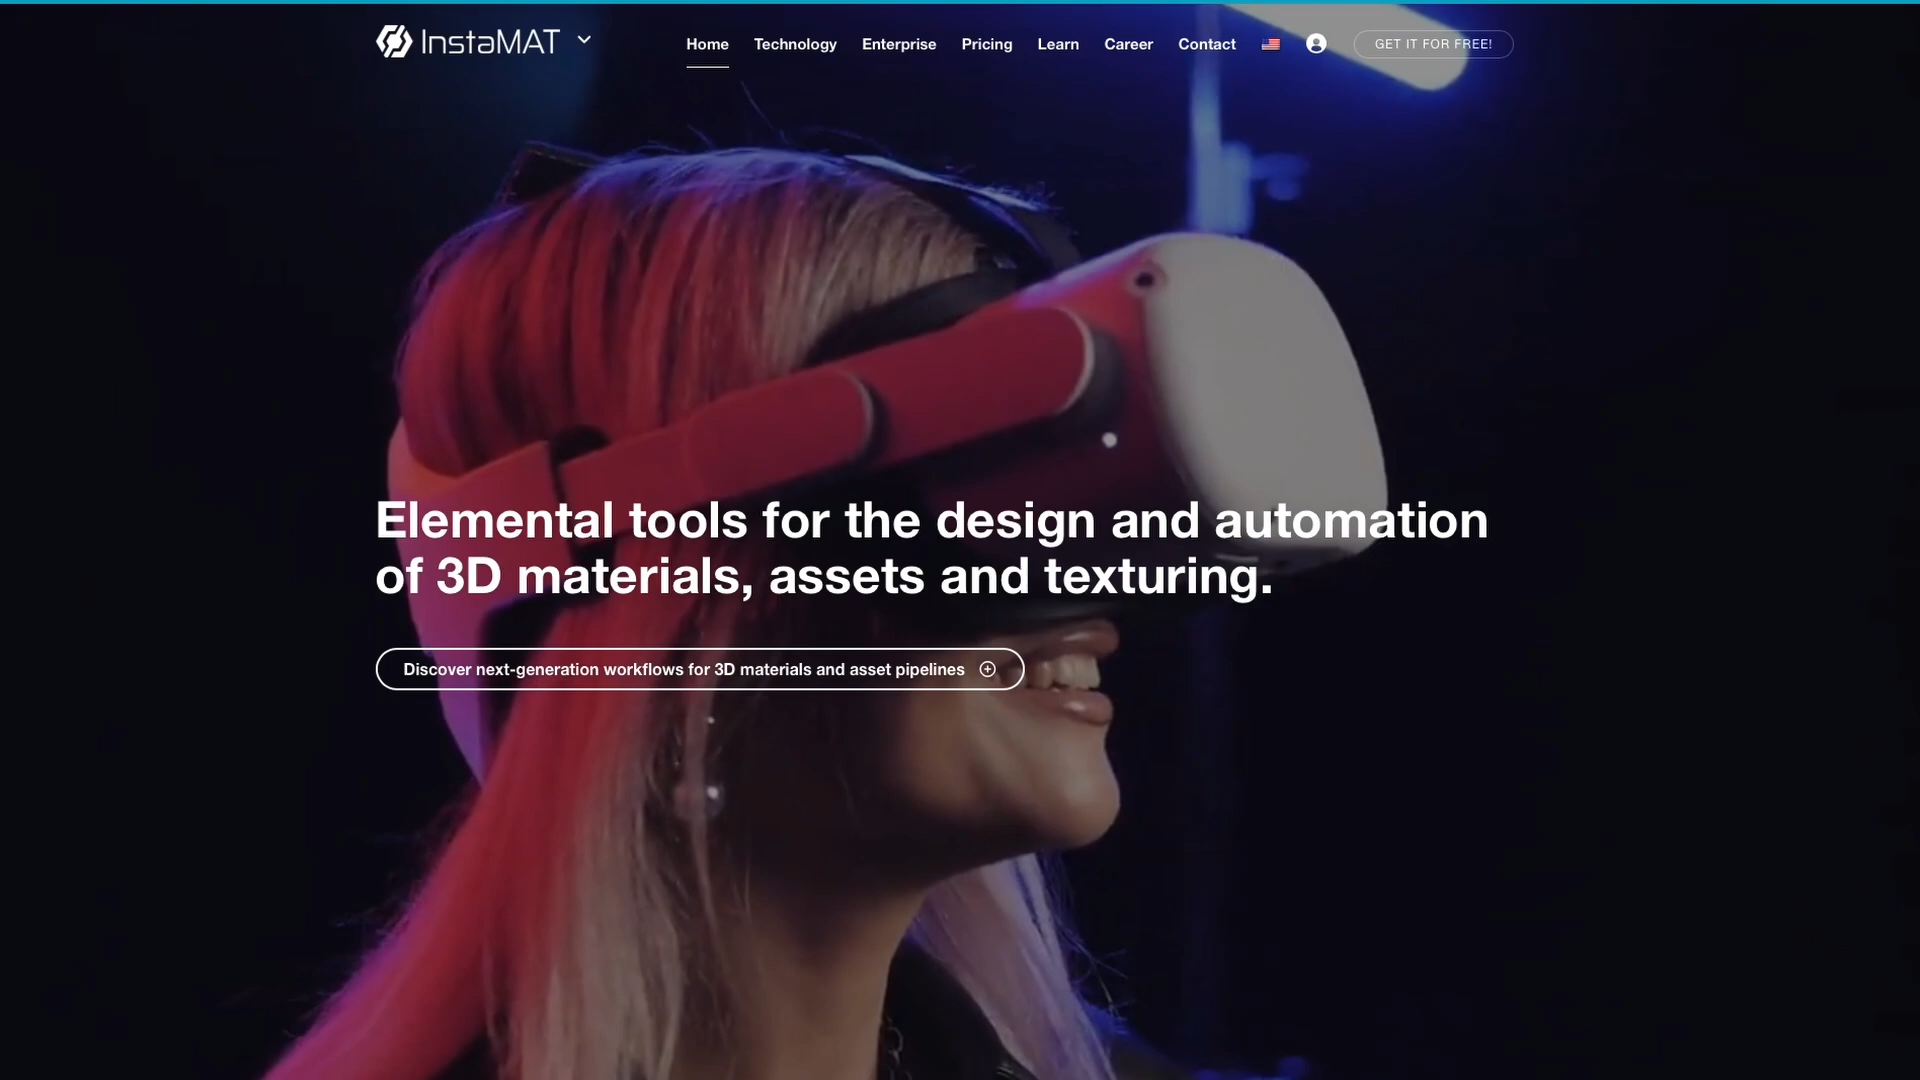 InstaMAT
Home Technology Enterprise Pricing Learn Career Contact GET IT FOR FREE!
Elemental tools for the design and automation
of 3D materials, assets and texturing.
Discover next-generation workflows for 3D materials and asset pipelines